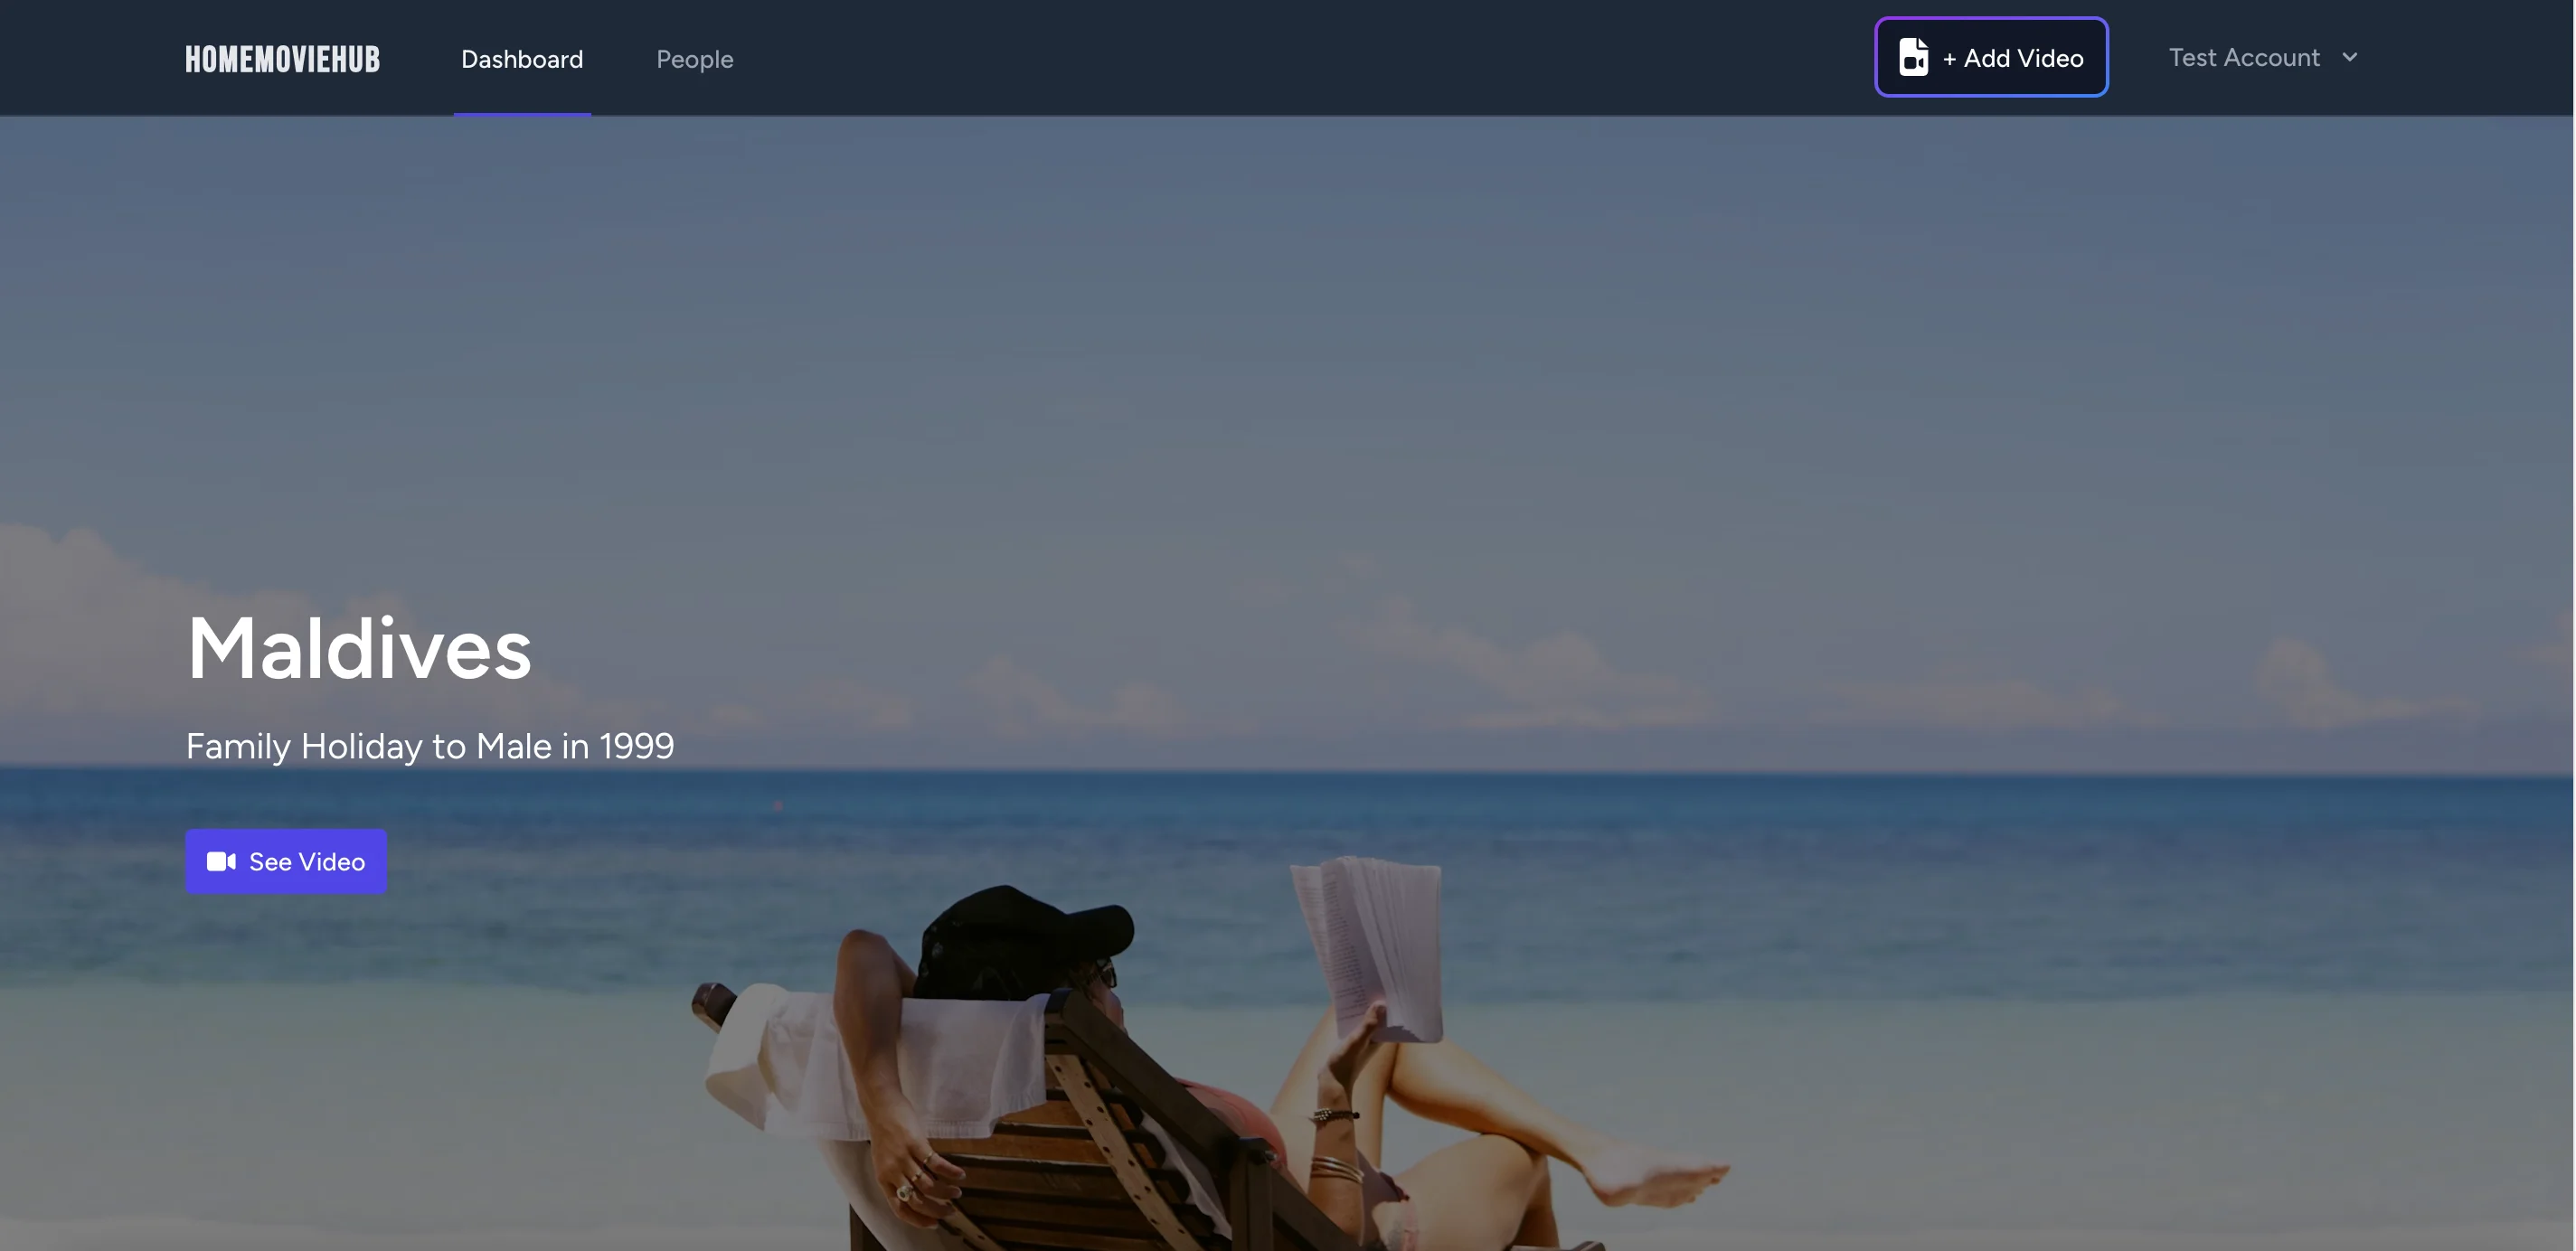 HOMEMOVIEHUB
Dashboard
People
+ Add Video
Test Account
Maldives
Family Holiday to Male in 1999
See Video